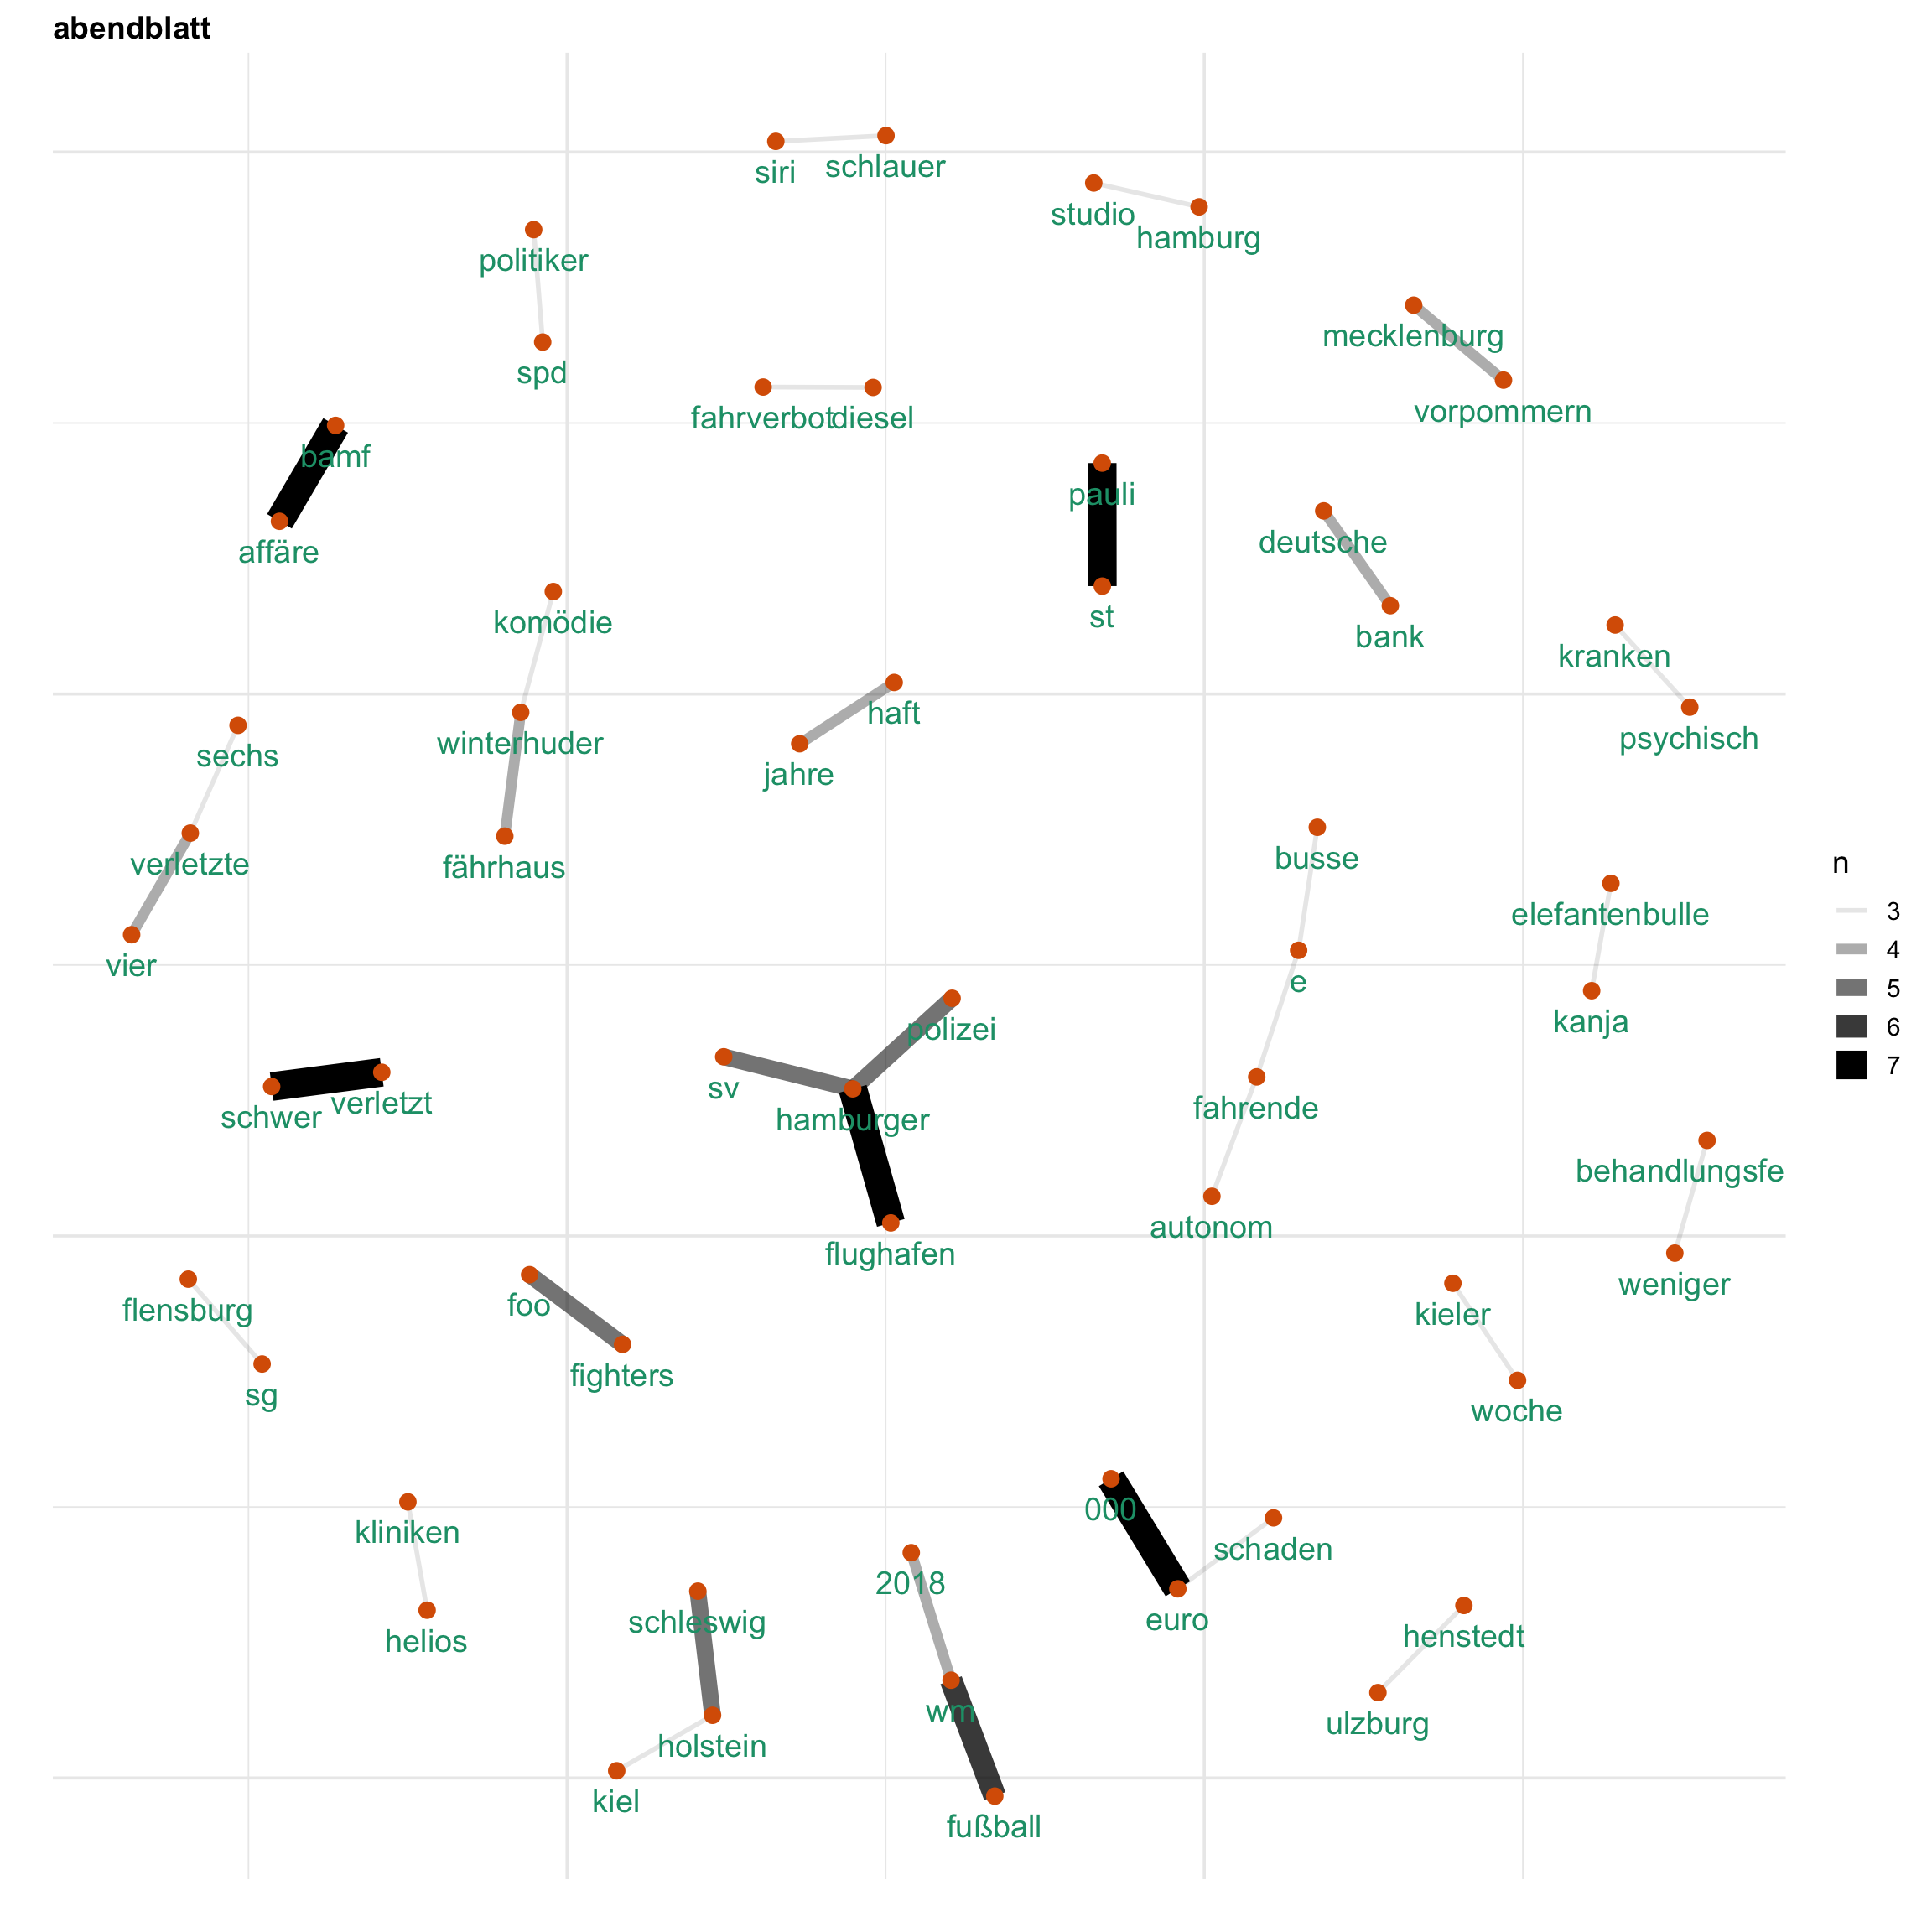 abendblatt
siri
schlauer
studio
hamburg
politiker
spd
mecklenburg
vorpommern
fahrverbot
diesel
bamf
affäre
pauli
st
deutsche
bank
komödie
winterhuder
fährhaus
haft
jahre
kranken
psychisch
sechs
verletzte
vier
busse
e
fahrende
autonom
elefantenbulle
kanja
n
3
4
5
6
7
polizei
sv
hamburger
flughafen
schwer
verletzt
behandlungsfe
weniger
flensburg
sg
foo
fighters
kieler
woche
kliniken
helios
000
schaden
euro
2018
wm
fußball
schleswig
holstein
kiel
henstedt
ulzburg